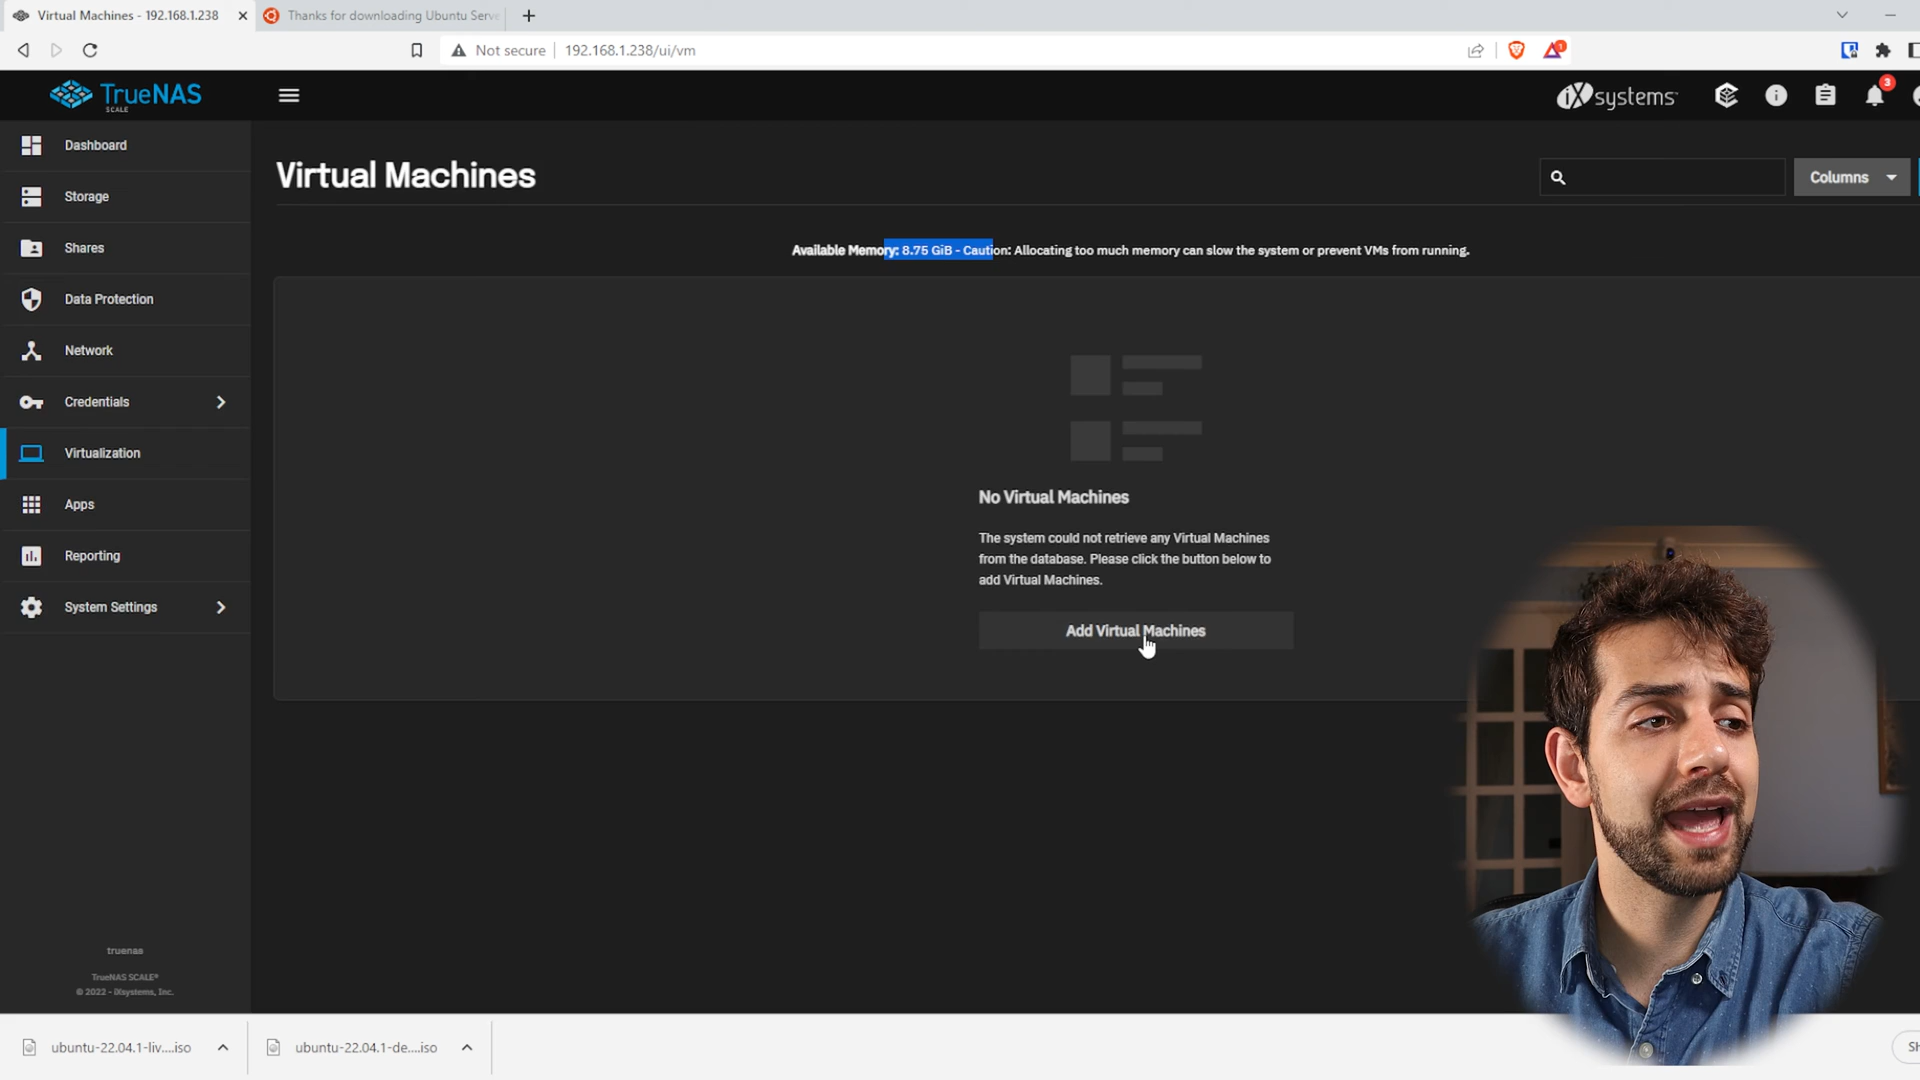 Virtual Machines - 192.168.1.238
Thanks for downloading Ubuntu Serve
Not secure
192.168.1.238/ui/vm
1
TrueNAS
SCALE
iXsystems
3
Dashboard
Storage
Shares
Data Protection
Network
Credentials
Virtualization
Apps
Reporting
System Settings
truenas
TrueNAS SCALE®
© 2022 - iXsystems, Inc.
Virtual Machines
Columns
Available Memory: 8.75 GiB - Caution: Allocating too much memory can slow the system or prevent VMs from running.
No Virtual Machines
The system could not retrieve any Virtual Machines
from the database. Please click the button below to
add Virtual Machines.
Add Virtual Machines
ubuntu-22.04.1-liv....iso
ubuntu-22.04.1-de....iso